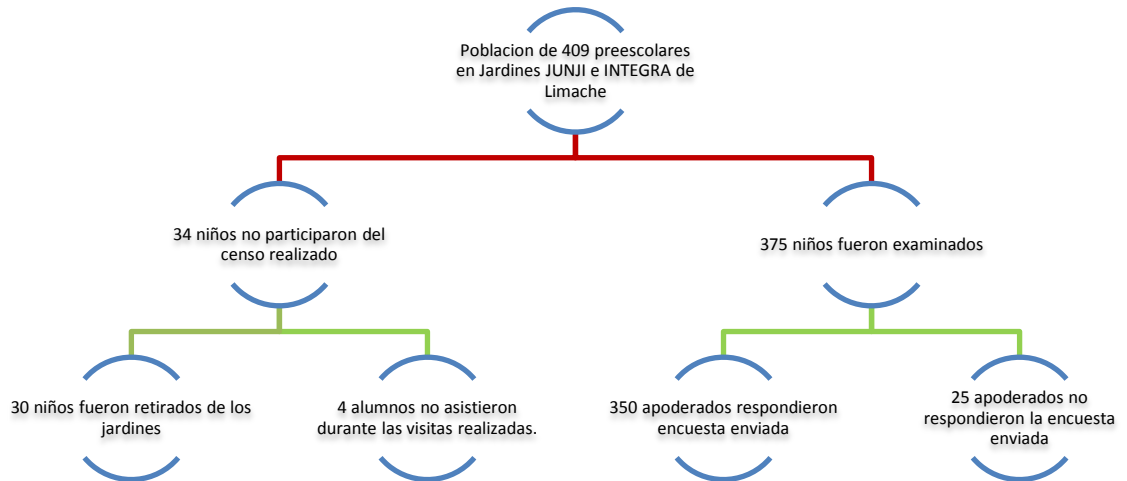 Poblacion de 409 preescolares
en Jardines JUNJI e INTEGRA de
Limache
34 niños no participaron del
censo realizado
375 niños fueron examinados
30 niños fueron retirados de los
jardines
4 alumnos no asistieron
durante las visitas realizadas.
350 apoderados respondieron
encuesta enviada
25 apoderados no
respondieron la encuesta
enviada